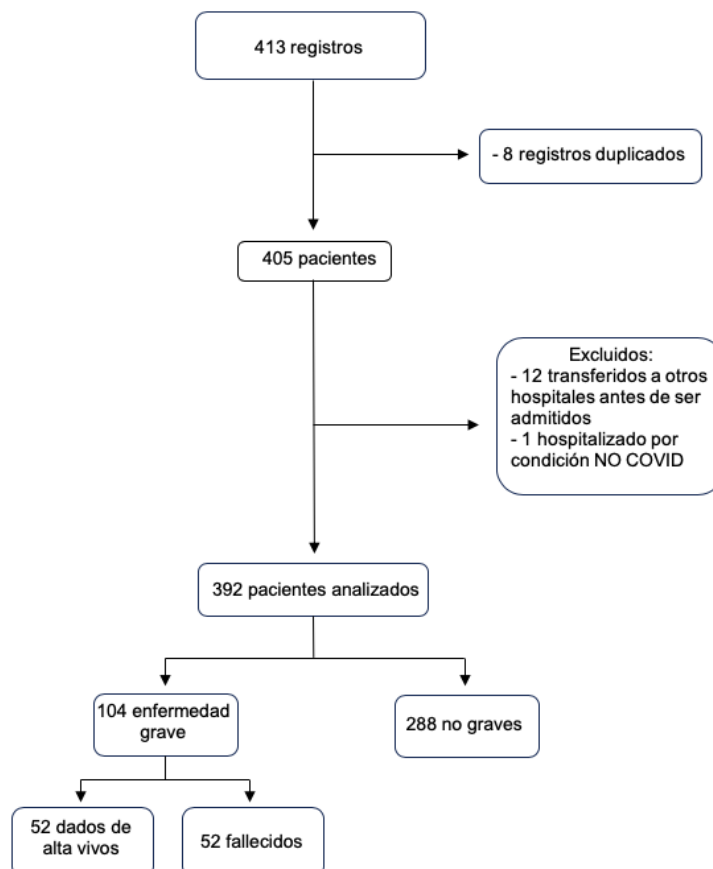 413 registros
- 8 registros duplicados
405 pacientes
Excluidos:
- 12 transferidos a otros
hospitales antes de ser
admitidos
- 1 hospitalizado por
condición NO COVID
392 pacientes analizados
104 enfermedad
grave
288 no graves
52 dados de
alta vivos
52 fallecidos